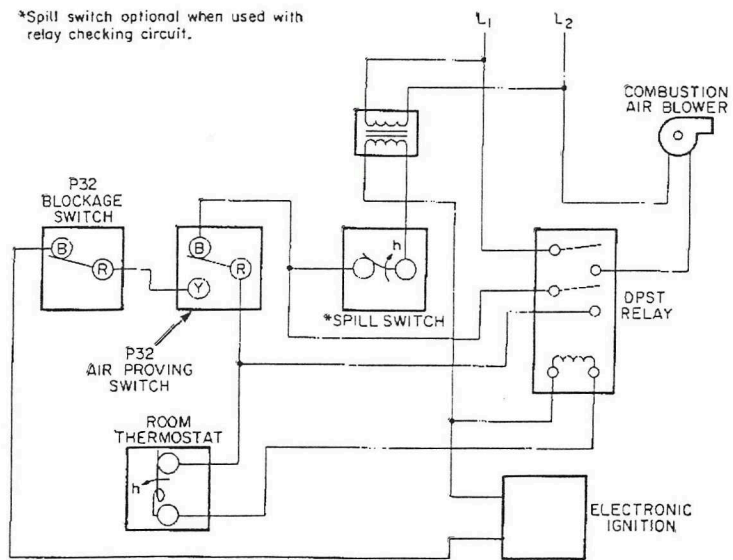 *Spill switch optional when used with
relay checking circuit.
L1
L2
COMBUSTION
AIR BLOWER
P32
BLOCKAGE
SWITCH
B
R
B
R
Y
h
*SPILL SWITCH
DPST
RELAY
P32
AIR PROVING
SWITCH
ROOM
THERMOSTAT
h
ELECTRONIC
IGNITION